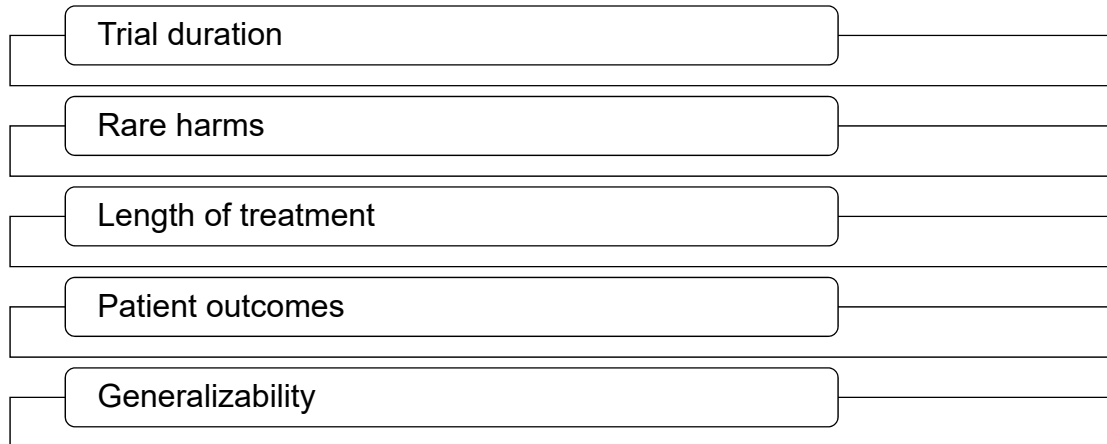 Trial duration
Rare harms
Length of treatment
Patient outcomes
Generalizability